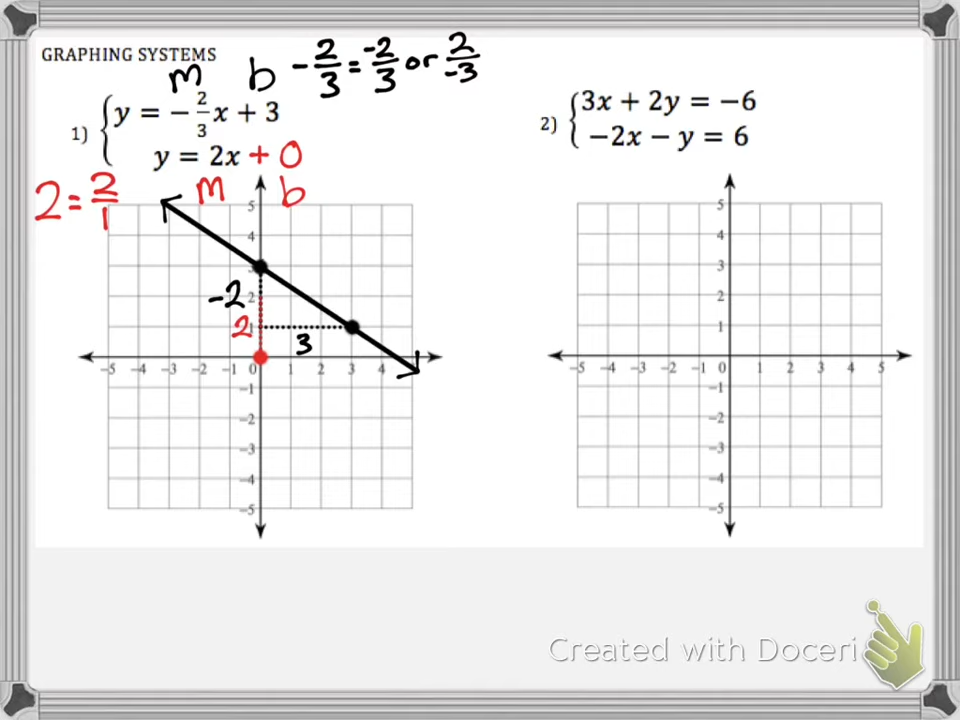 GRAPHING SYSTEMS
m b -2/3 = -2/3 or 2/-3
1) { y = -2/3 x + 3
y = 2x + 0
m b
2 = 2/1
5
4
2
1
-5 -4 -3 -2 -1 0 1 2 3 4
-1
-2
-3
-4
-5
-2
2
3
2) { 3x + 2y = -6
-2x - y = 6
5
4
3
2
1
-5 -4 -3 -2 -1 0 1 2 3 4 5
-1
-2
-3
-4
-5
Created with Doceri